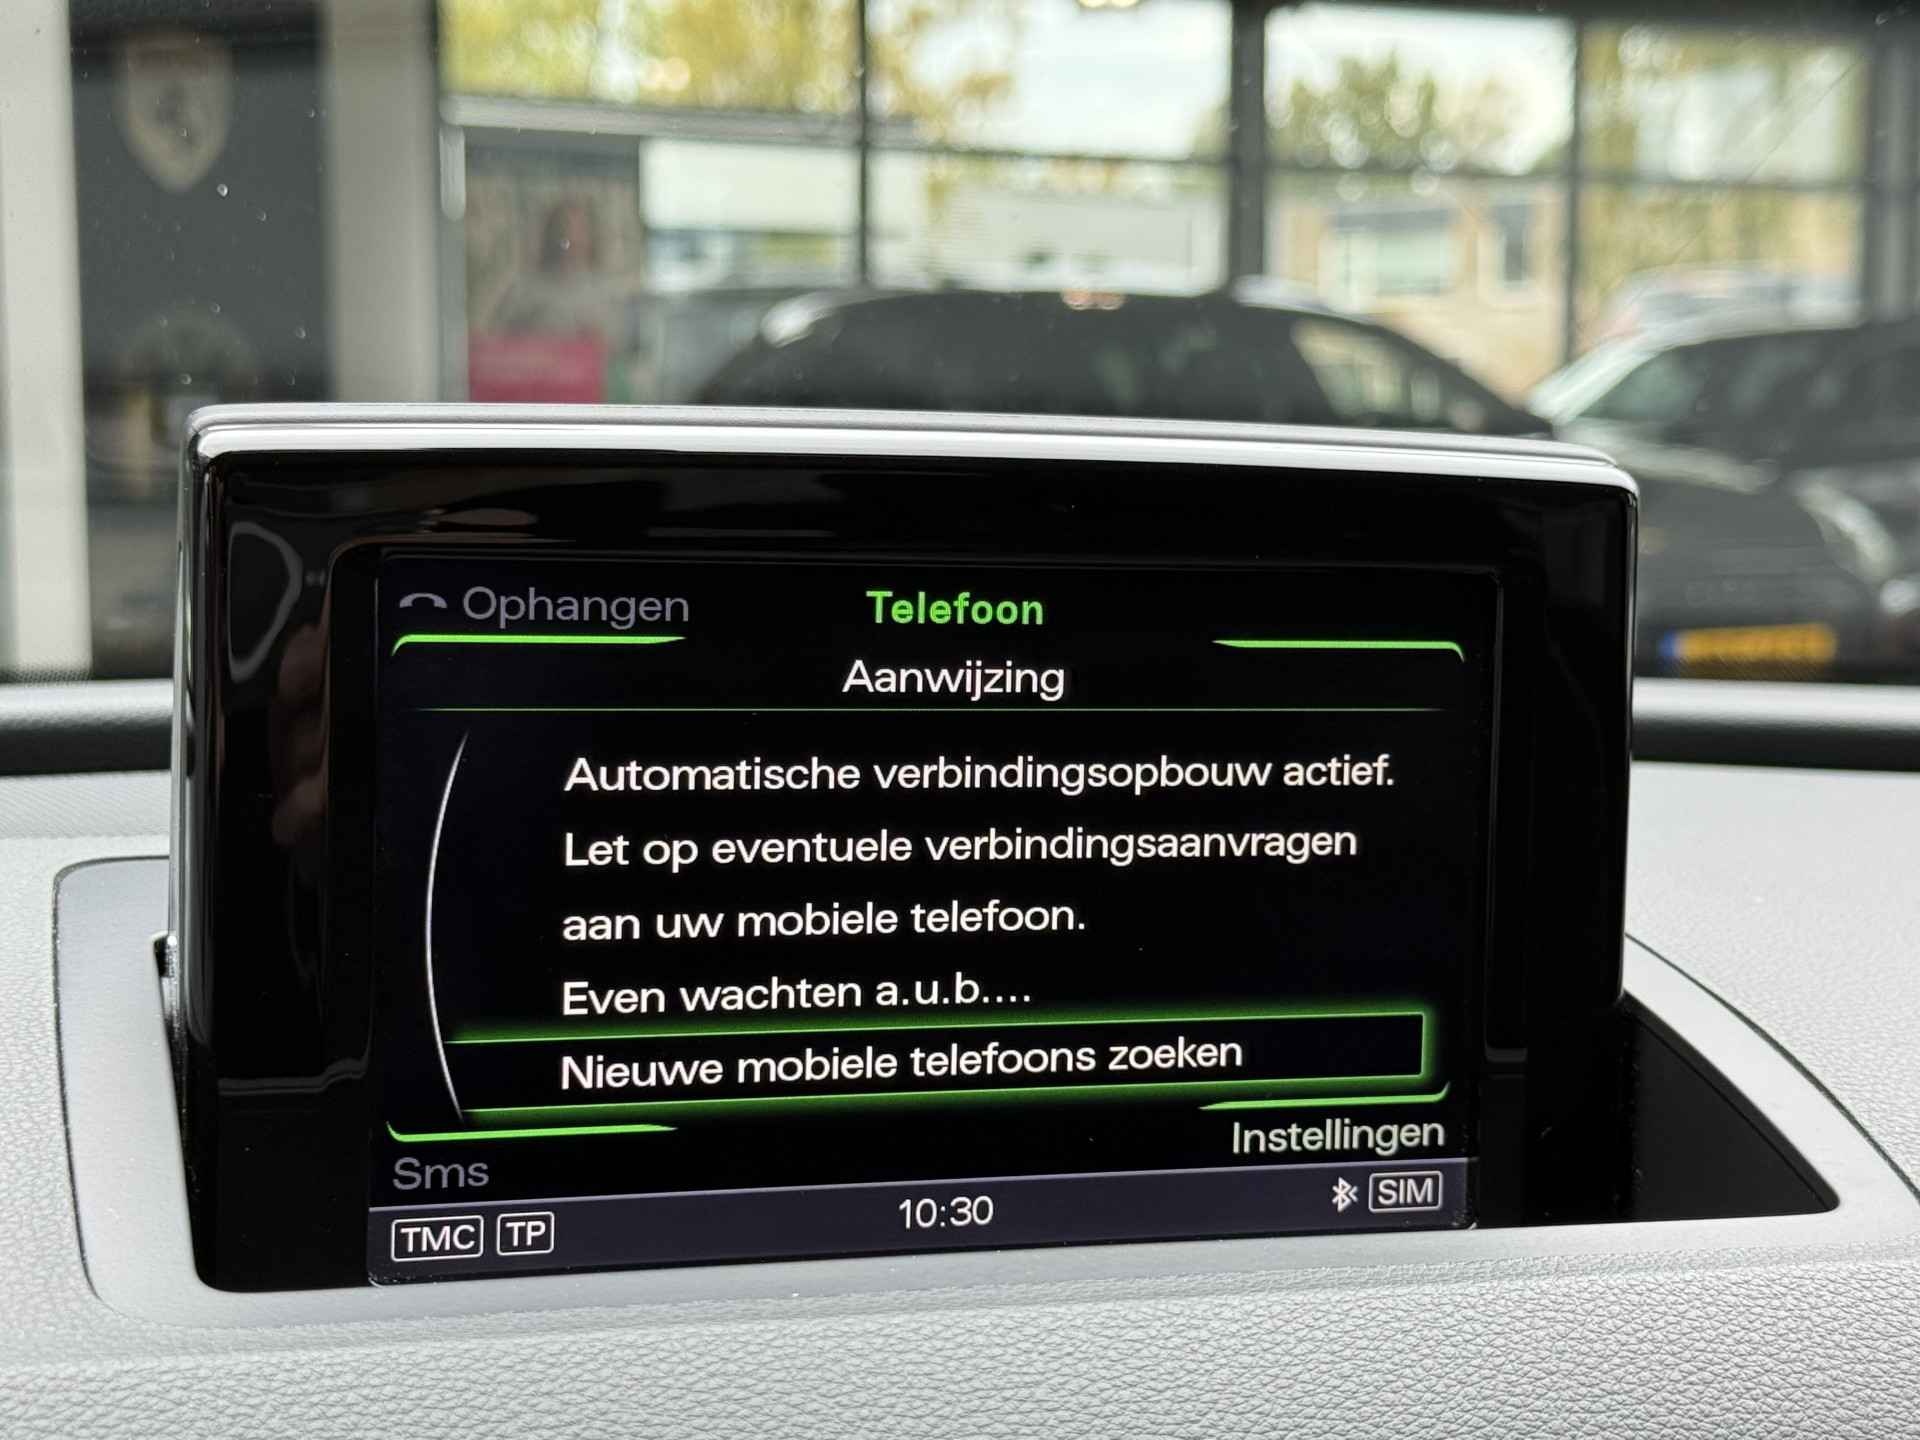 Ophangen
Telefoon
Aanwijzing
Automatische verbindingsopbouw actief.
Let op eventuele verbindingsaanvragen
aan uw mobiele telefoon.
Even wachten a.u.b....
Nieuwe mobiele telefoons zoeken
Instellingen
Sms
TMC TP
10:30
SIM